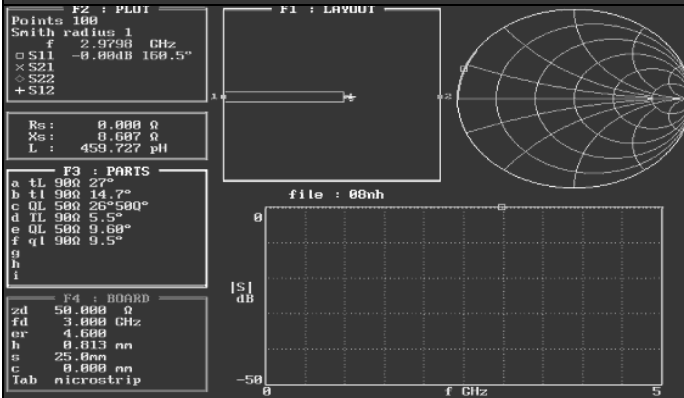 F2 : PLOT
Points 100
Smith radius 1
f 2.9798 GHz
□ S11 -0.00dB 160.5°
× S21
◇ S22
+ S12
Rs: 0.000 Ω
Xs: 8.607 Ω
L : 459.727 pH
F3 : PARTS
a tL 90Ω 27°
b tl 90Ω 14.7°
c QL 50Ω 26°50Q°
d TL 90Ω 5.5°
e QL 50Ω 9.60°
f ql 90Ω 9.5°
g
h
i
F4 : BOARD
zd 50.000 Ω
fd 3.000 GHz
er 4.600
h 0.813 mm
s 25.0mm
c 0.000 mm
Tab microstrip
F1 : LAYOUT
1
2
file : 08nh
0
|S|
dB
-50
0 f GHz 5